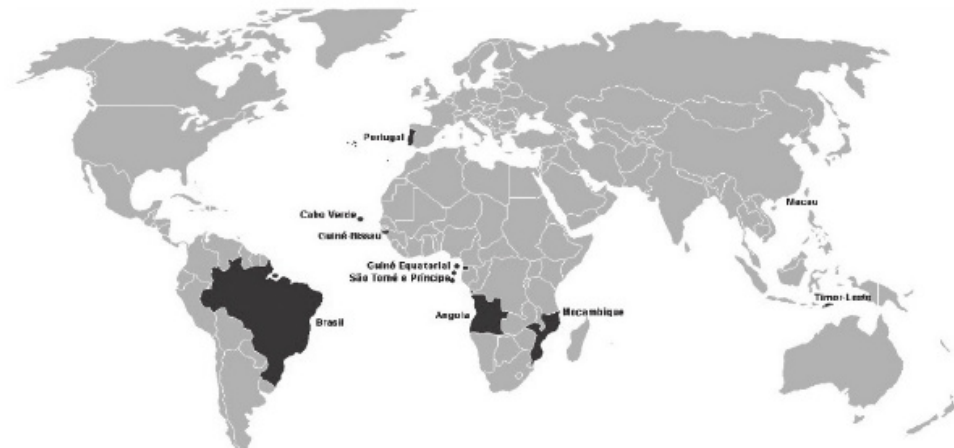 Portugal
Macau
Cabo Verde
Guiné-Bissau
Guiné Equatorial
São Tomé e Príncipe
Timor-Leste
Angola
Moçambique
Brasil